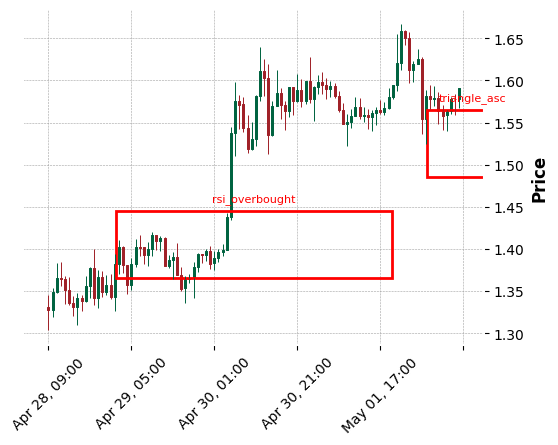 1.65
1.60
triangle_asc
1.55
1.50
rsi_overbought
1.45
1.40
1.35
1.30
Price
Apr 28, 09:00
Apr 29, 05:00
Apr 30, 01:00
Apr 30, 21:00
May 01, 17:00